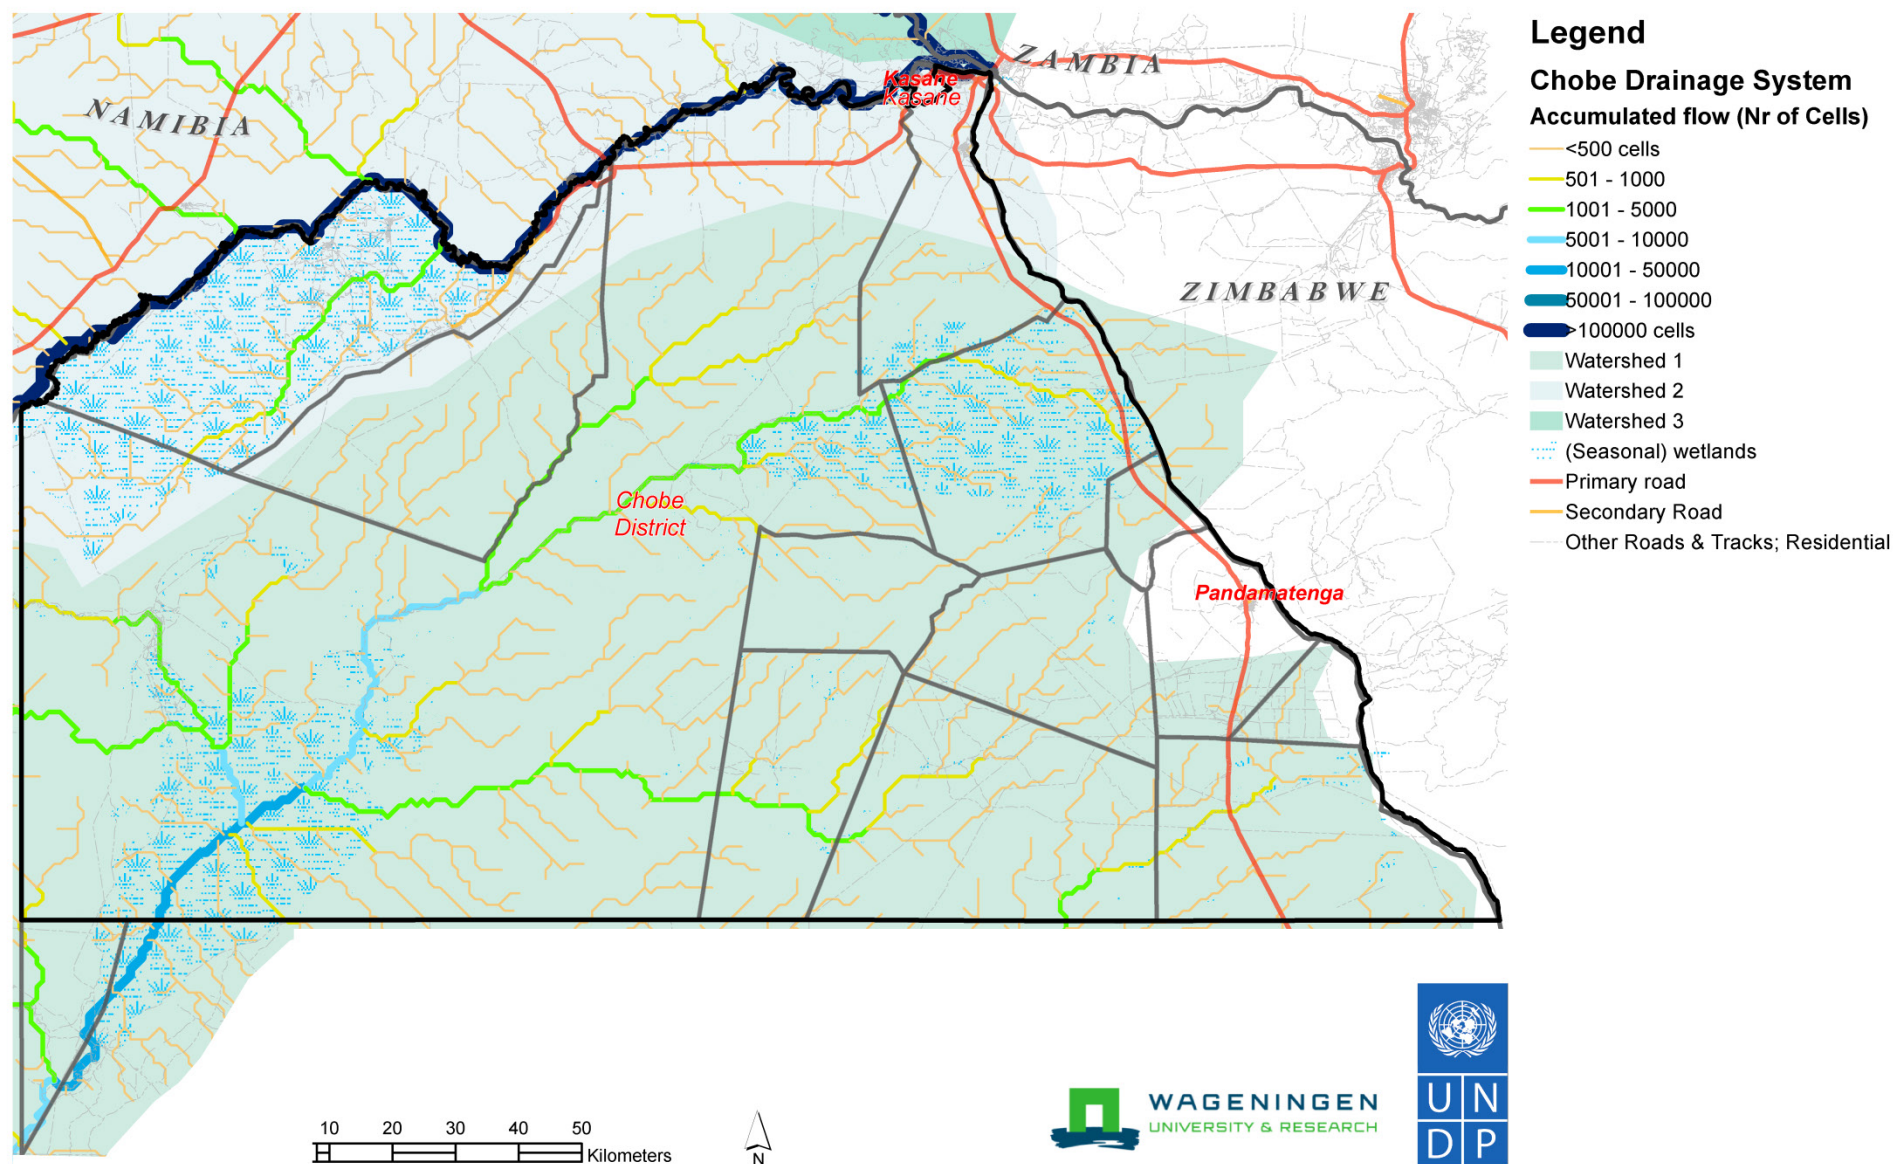 NAMIBIA
Kasane
Kasane
ZAMBIA
ZIMBABWE
Chobe
District
Pandamatenga
Legend
Chobe Drainage System
Accumulated flow (Nr of Cells)
<500 cells
501 - 1000
1001 - 5000
5001 - 10000
10001 - 50000
50001 - 100000
>100000 cells
Watershed 1
Watershed 2
Watershed 3
(Seasonal) wetlands
Primary road
Secondary Road
Other Roads & Tracks; Residential
10 20 30 40 50
Kilometers
N
WAGENINGEN
UNIVERSITY & RESEARCH
U N
D P